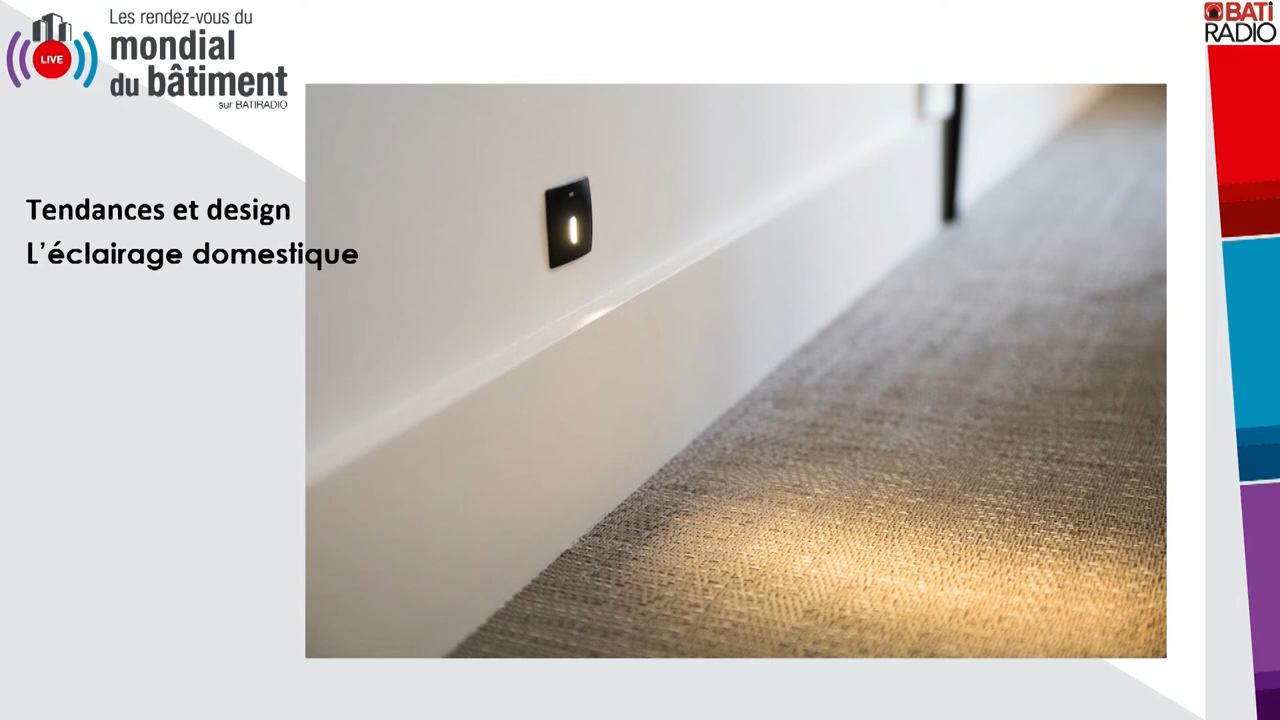 Les rendez-vous du
mondial
du bâtiment
sur BATIRADIO
LIVE
BATi
RADIO
Tendances et design
L'éclairage domestique